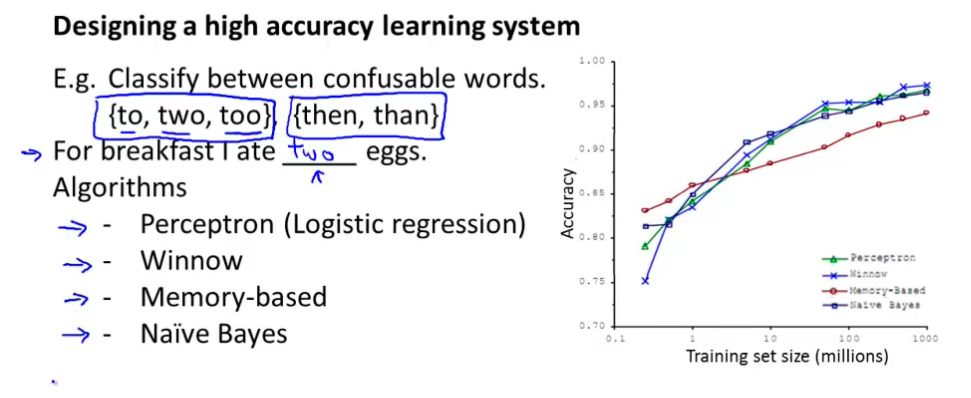 Designing a high accuracy learning system
E.g. Classify between confusable words.
{to, two, too}, {then, than}
For breakfast I ate two eggs.
Algorithms
- Perceptron (Logistic regression)
- Winnow
- Memory-based
- Naïve Bayes
1.00
0.95
0.90
0.85
0.80
0.75
0.70
Accuracy
0.1 1 10 100 1000
Training set size (millions)
Perceptron
Winnow
Memory-Based
Naïve Bayes